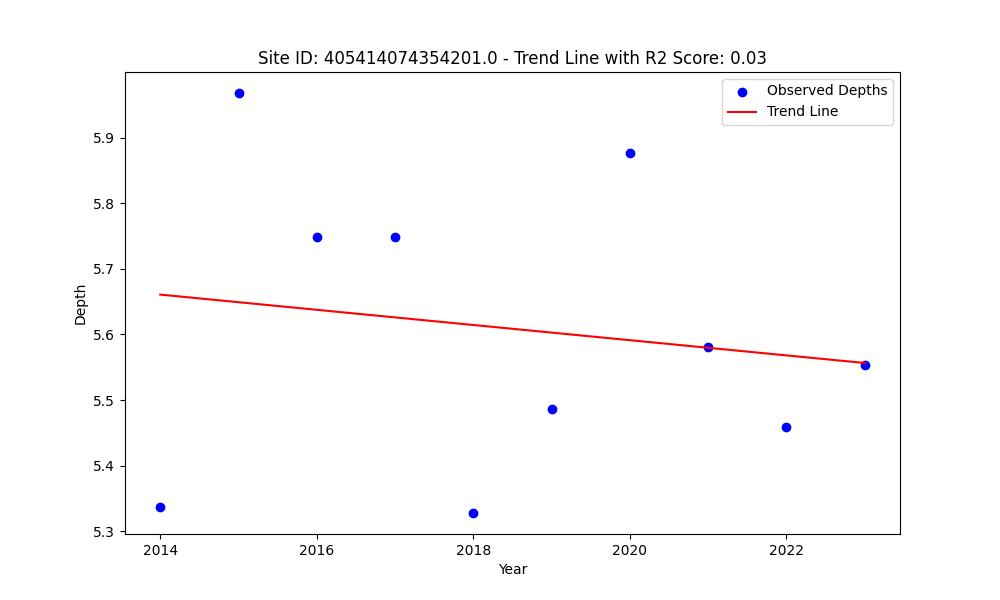 Site ID: 405414074354201.0 - Trend Line with R2 Score: 0.03
Observed Depths
Trend Line
5.9
5.8
5.7
5.6
5.5
5.4
5.3
Depth
2014 2016 2018 2020 2022
Year